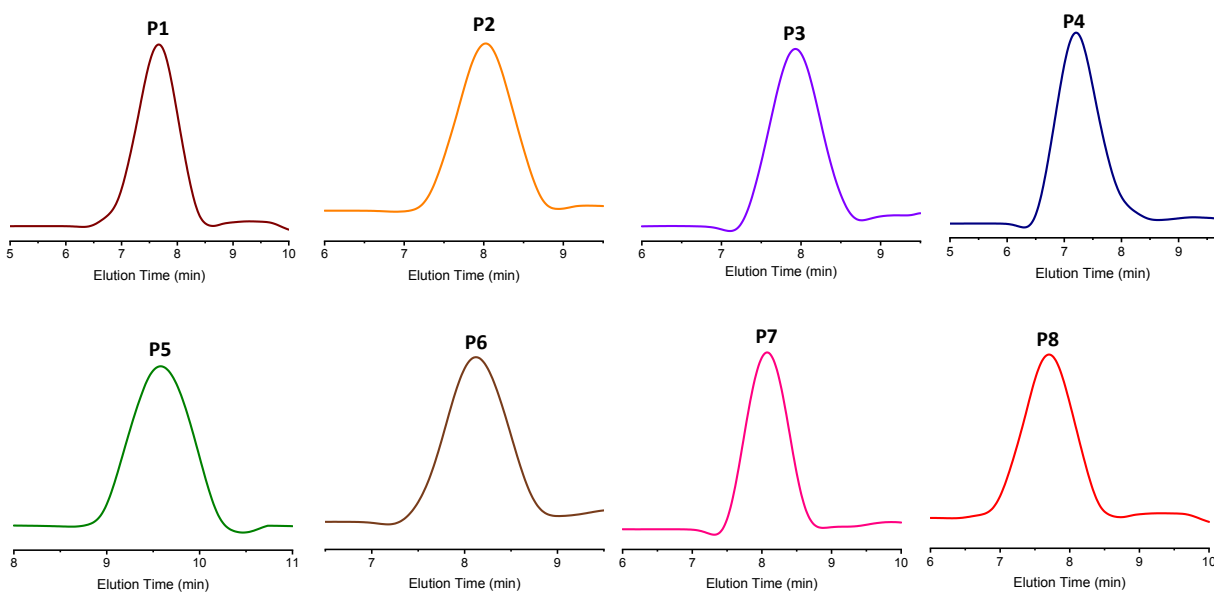 P1
5 6 7 8 9 10
Elution Time (min)
P2
6 7 8 9
Elution Time (min)
P3
6 7 8 9
Elution Time (min)
P4
5 6 7 8 9
Elution Time (min)
P5
8 9 10 11
Elution Time (min)
P6
7 8 9
Elution Time (min)
P7
6 7 8 9 10
Elution Time (min)
P8
6 7 8 9 10
Elution Time (min)